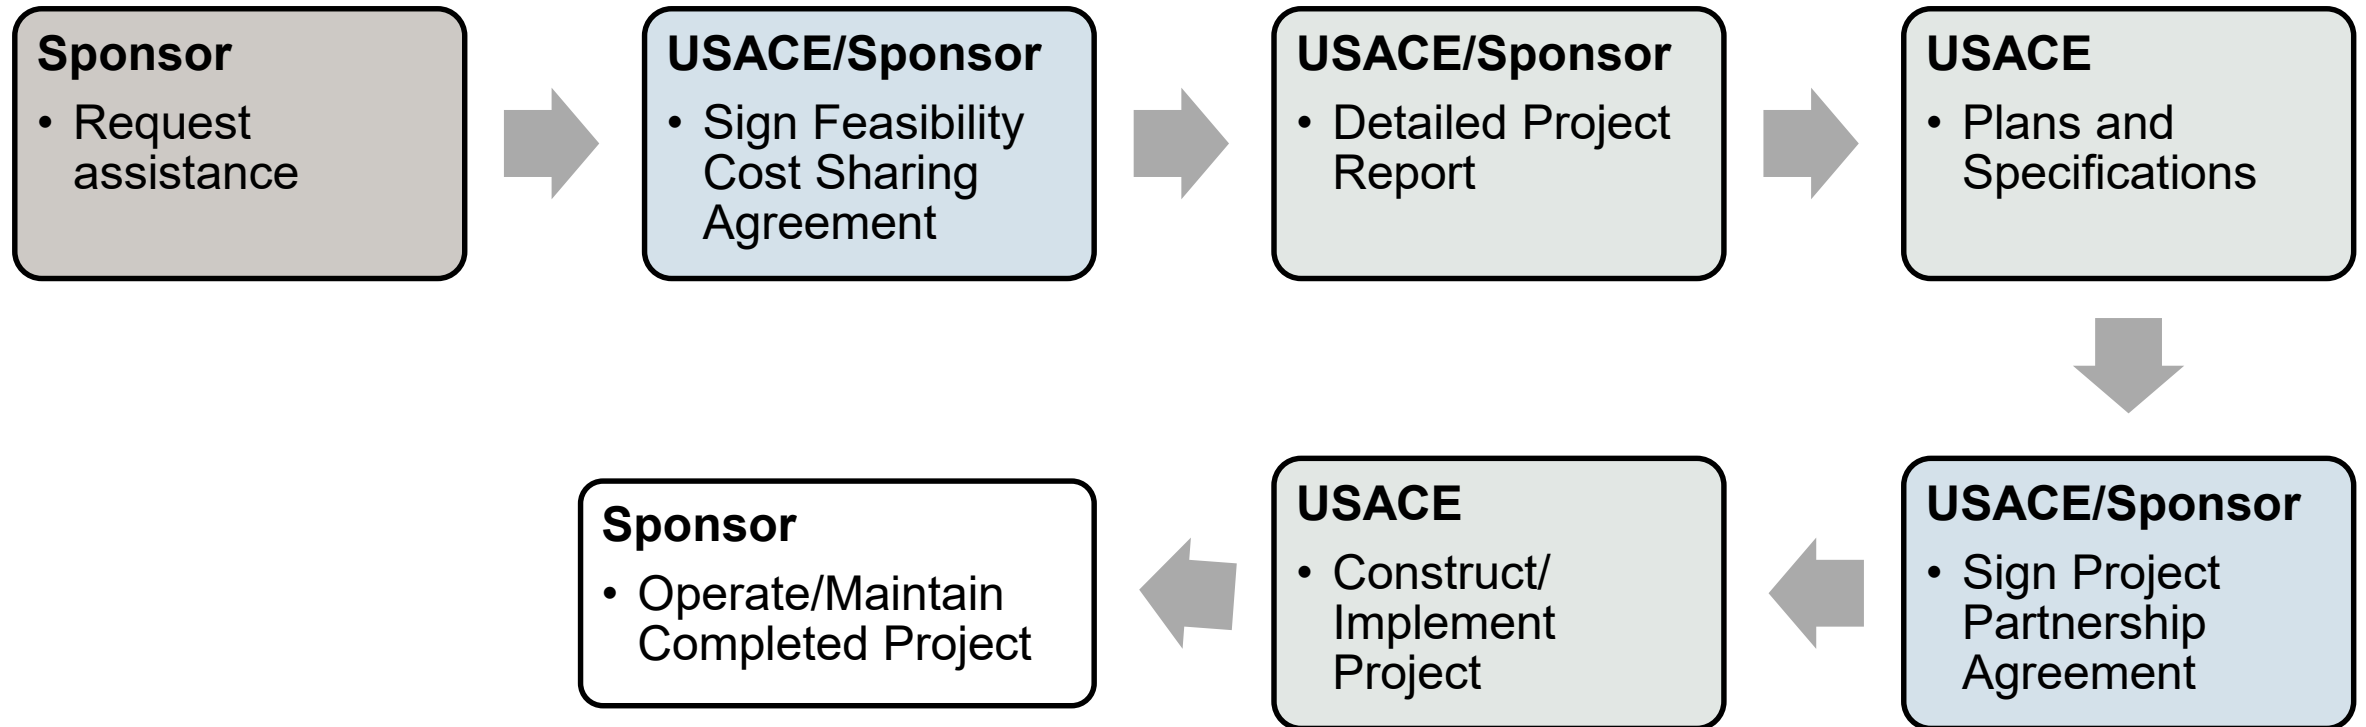 Sponsor
• Request
assistance
USACE/Sponsor
• Sign Feasibility
Cost Sharing
Agreement
USACE/Sponsor
• Detailed Project
Report
USACE
• Plans and
Specifications
USACE/Sponsor
• Sign Project
Partnership
Agreement
USACE
• Construct/
Implement
Project
Sponsor
• Operate/Maintain
Completed Project